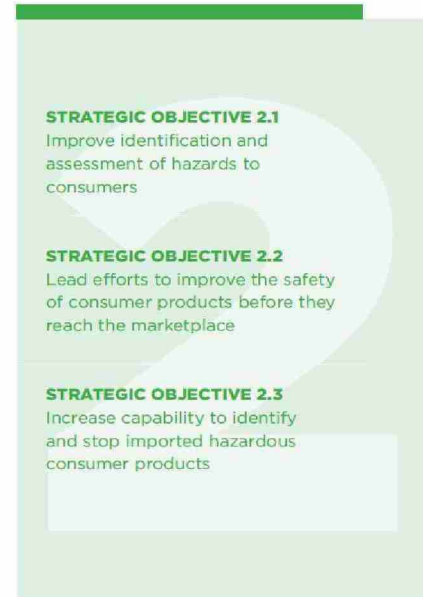 STRATEGIC OBJECTIVE 2.1
Improve identification and
assessment of hazards to
consumers
STRATEGIC OBJECTIVE 2.2
Lead efforts to improve the safety
of consumer products before they
reach the marketplace
STRATEGIC OBJECTIVE 2.3
Increase capability to identify
and stop imported hazardous
consumer products
2